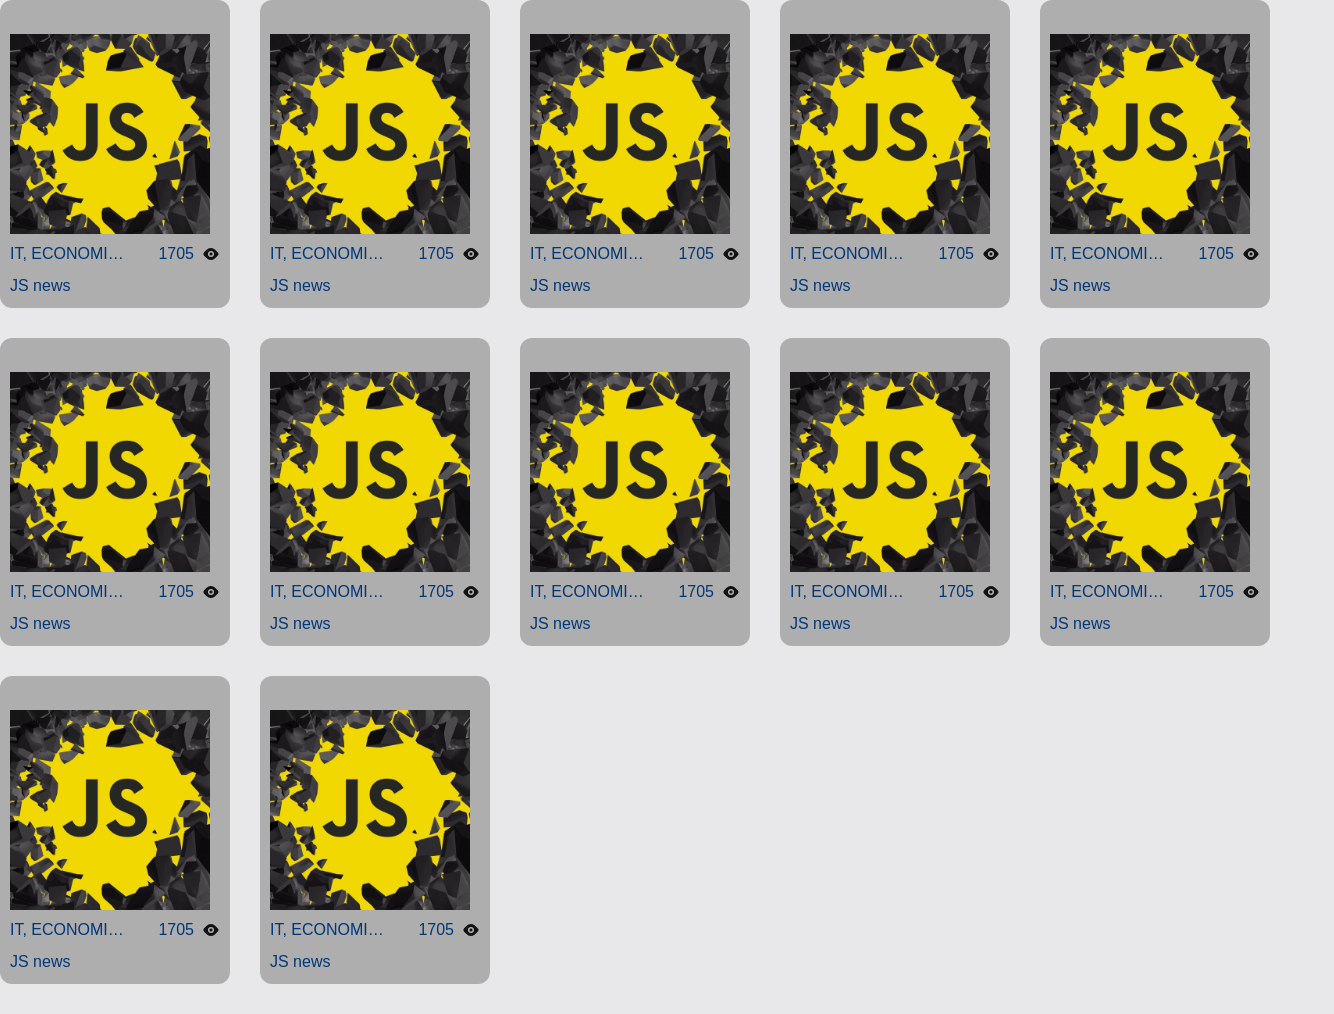 JS JS JS JS JS
IT, ECONOMI... 1705 IT, ECONOMI... 1705 IT, ECONOMI... 1705 IT, ECONOMI... 1705 IT, ECONOMI... 1705
JS news JS news JS news JS news JS news
JS JS JS JS JS
IT, ECONOMI... 1705 IT, ECONOMI... 1705 IT, ECONOMI... 1705 IT, ECONOMI... 1705 IT, ECONOMI... 1705
JS news JS news JS news JS news JS news
JS JS
IT, ECONOMI... 1705 IT, ECONOMI... 1705
JS news JS news